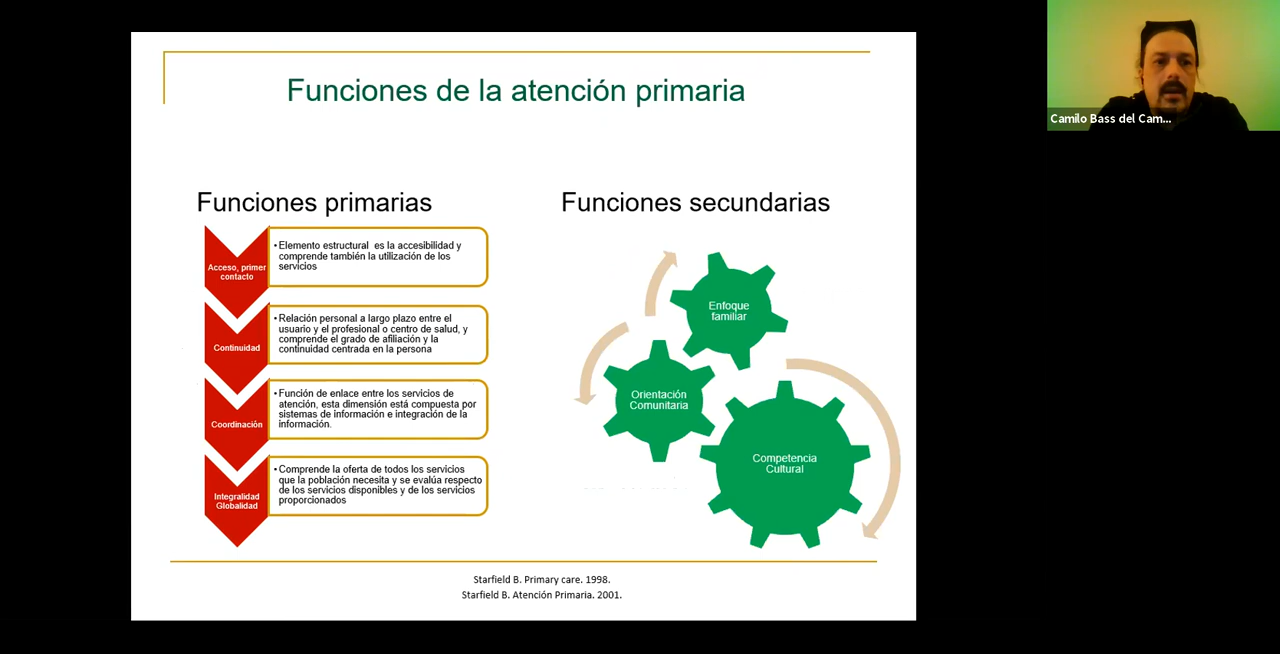 Funciones de la atención primaria
Funciones primarias
Acceso, primer
contacto
• Elemento estructural es la accesibilidad y
comprende también la utilización de los
servicios
Continuidad
• Relación personal a largo plazo entre el
usuario y el profesional o centro de salud, y
comprende el grado de afiliación y la
continuidad centrada en la persona
Coordinación
• Función de enlace entre los servicios de
atención, esta dimensión está compuesta por
sistemas de información e integración de la
información.
Integralidad
Globalidad
• Comprende la oferta de todos los servicios
que la población necesita y se evalúa respecto
de los servicios disponibles y de los servicios
proporcionados
Funciones secundarias
Enfoque
familiar
Orientación
Comunitaria
Competencia
Cultural
Starfield B. Primary care. 1998.
Starfield B. Atención Primaria. 2001.
Camilo Bass del Cam...